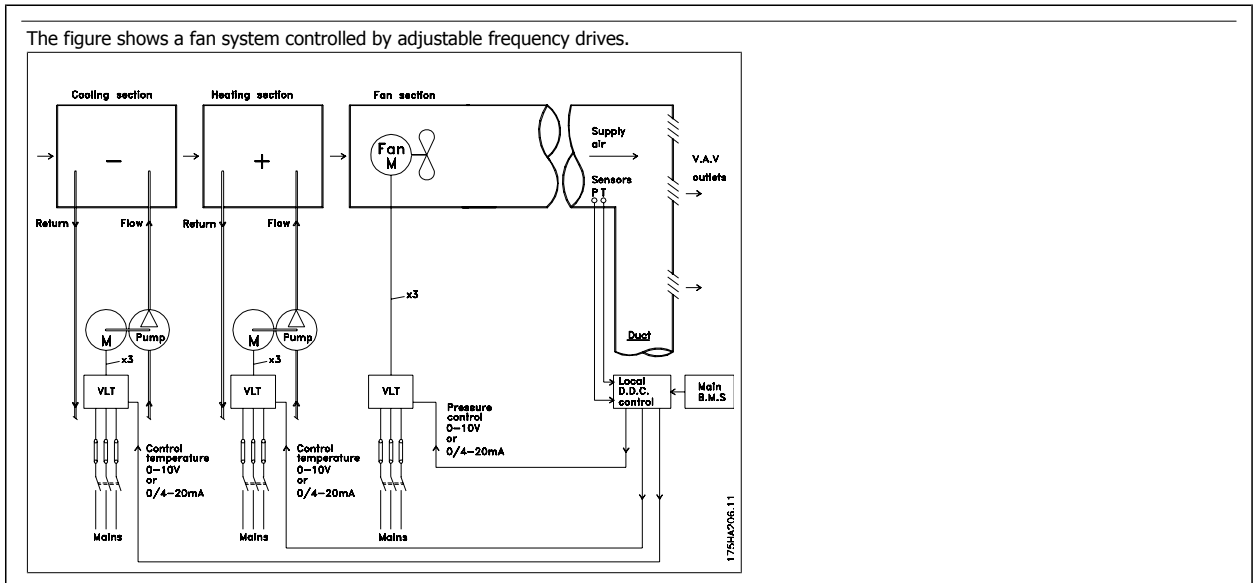 The figure shows a fan system controlled by adjustable frequency drives.
Cooling section
Heating section
Fan section
-
+
Fan
M
Supply
air
Sensors
P T
V.A.V
outlets
Return
Flow
Return
Flow
x3
M
Pump
x3
M
Pump
x3
Duct
VLT
VLT
VLT
Local
D.D.C.
control
Main
B.M.S
Pressure
control
0-10V
or
0/4-20mA
Control
temperature
0-10V
or
0/4-20mA
Control
temperature
0-10V
or
0/4-20mA
Mains
Mains
Mains
175HA206.11